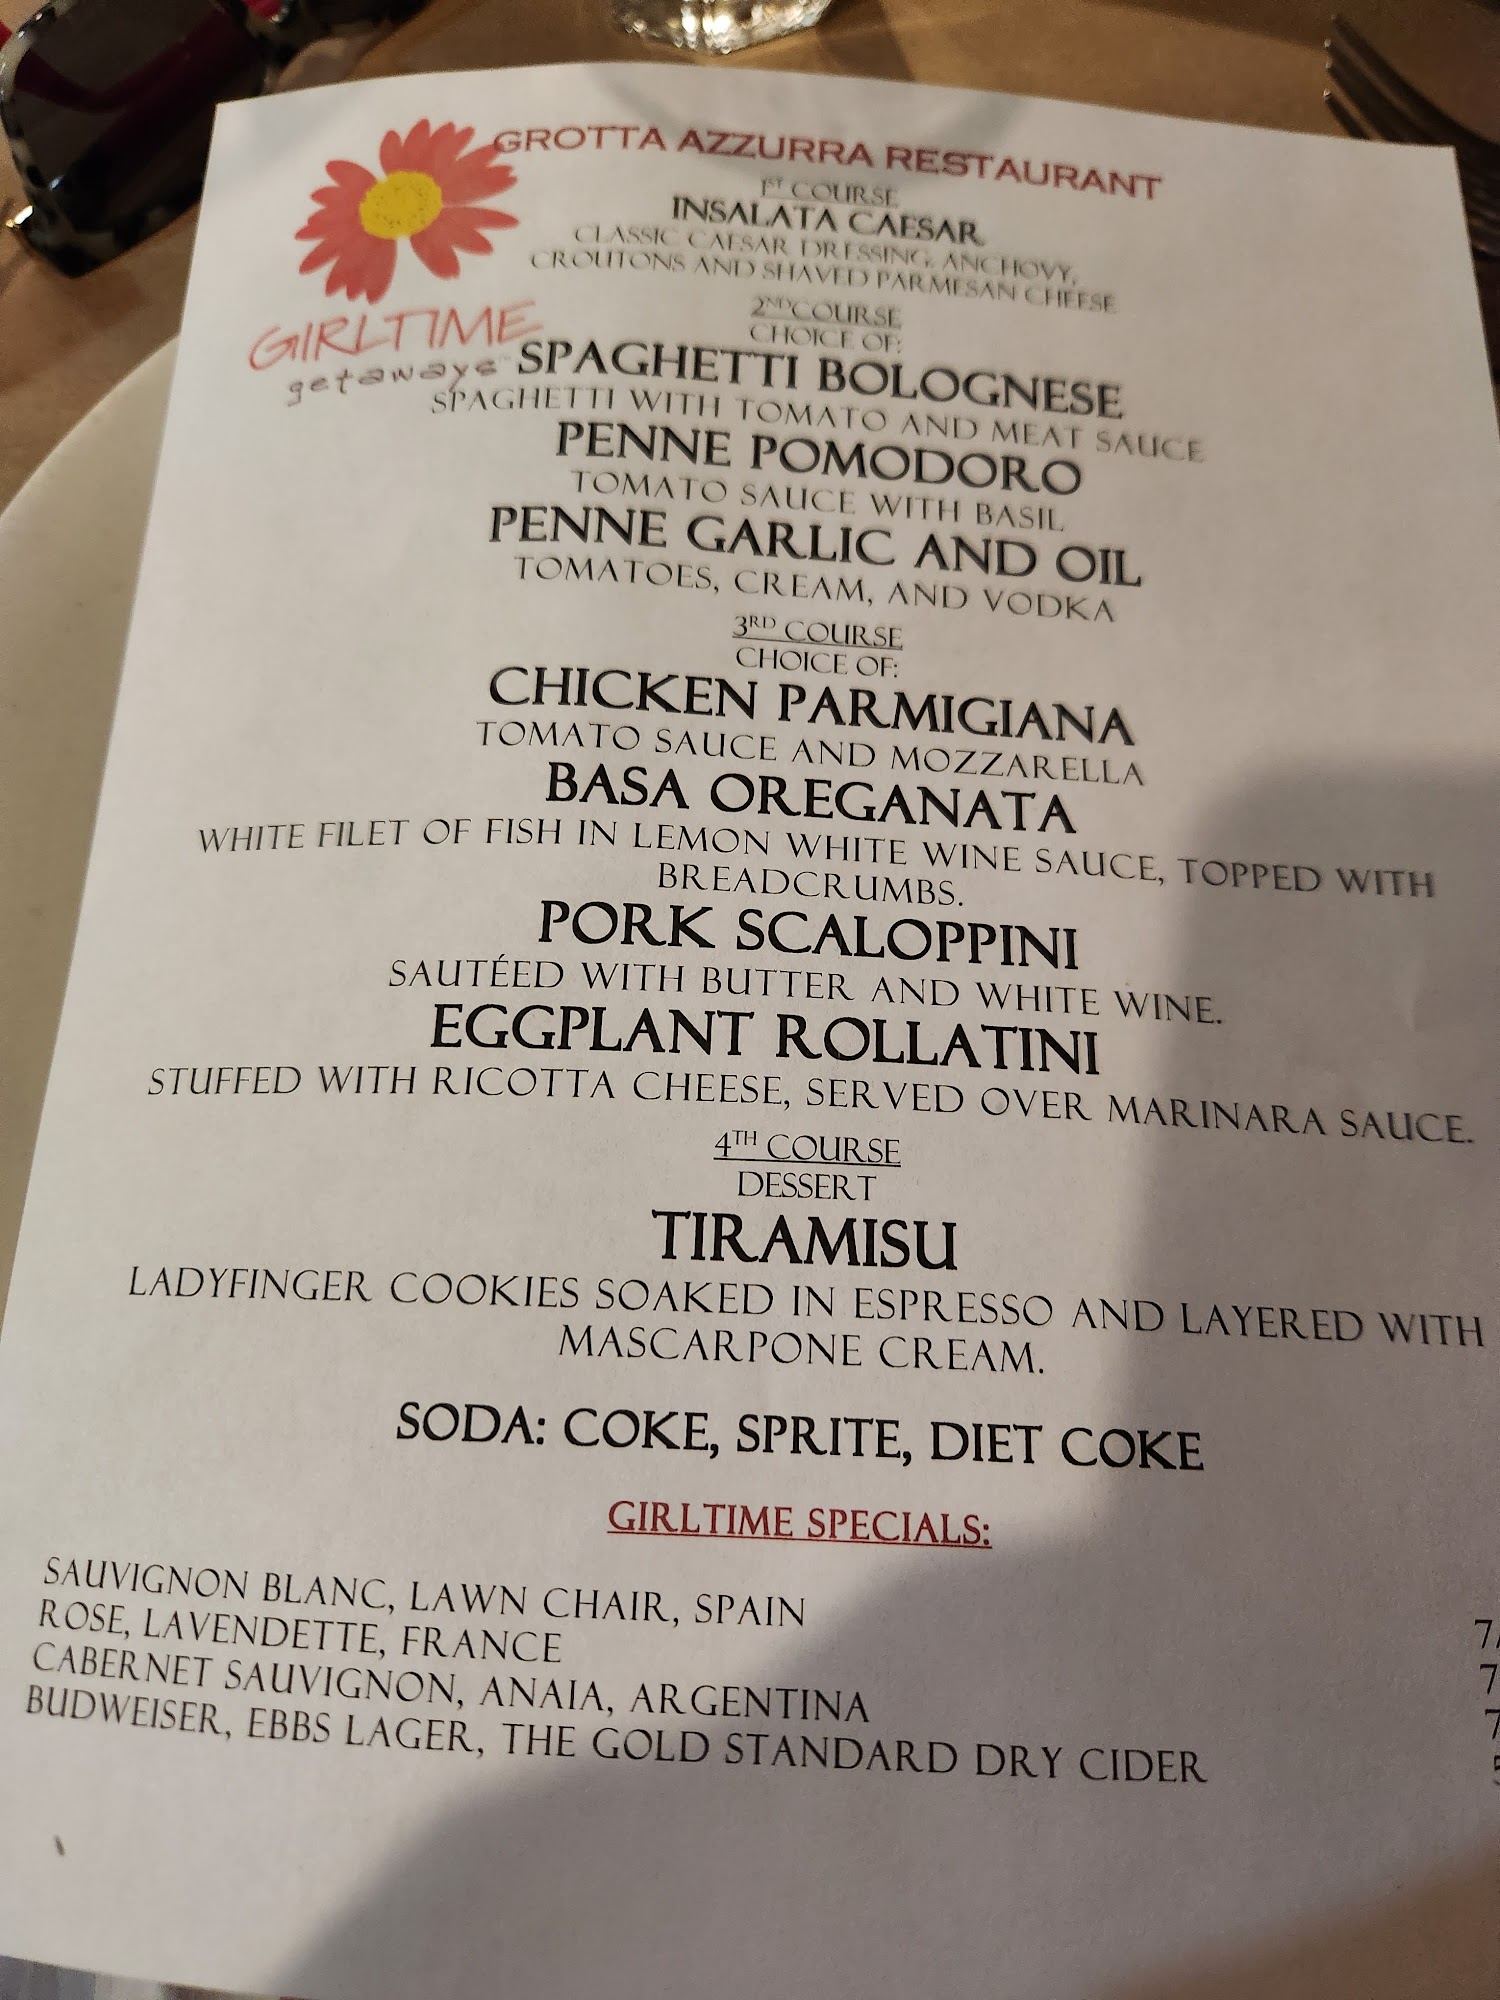 GROTTA AZZURRA RESTAURANT
1ST COURSE
INSALATA CAESAR
CLASSIC CAESAR DRESSING, ANCHOVY,
CROUTONS AND SHAVED PARMESAN CHEESE
2ND COURSE
CHOICE OF:
GIRLTIME
getaways
SPAGHETTI BOLOGNESE
SPAGHETTI WITH TOMATO AND MEAT SAUCE
PENNE POMODORO
TOMATO SAUCE WITH BASIL
PENNE GARLIC AND OIL
TOMATOES, CREAM, AND VODKA
3RD COURSE
CHOICE OF:
CHICKEN PARMIGIANA
TOMATO SAUCE AND MOZZARELLA
BASA OREGANATA
WHITE FILET OF FISH IN LEMON WHITE WINE SAUCE, TOPPED WITH
BREADCRUMBS.
PORK SCALOPPINI
SAUTÉED WITH BUTTER AND WHITE WINE.
EGGPLANT ROLLATINI
STUFFED WITH RICOTTA CHEESE, SERVED OVER MARINARA SAUCE.
4TH COURSE
DESSERT
TIRAMISU
LADYFINGER COOKIES SOAKED IN ESPRESSO AND LAYERED WITH
MASCARPONE CREAM.
SODA: COKE, SPRITE, DIET COKE
GIRLTIME SPECIALS:
SAUVIGNON BLANC, LAWN CHAIR, SPAIN 7/
ROSE, LAVENDETTE, FRANCE 7
CABERNET SAUVIGNON, ANAIA, ARGENTINA 7
BUDWEISER, EBBS LAGER, THE GOLD STANDARD DRY CIDER